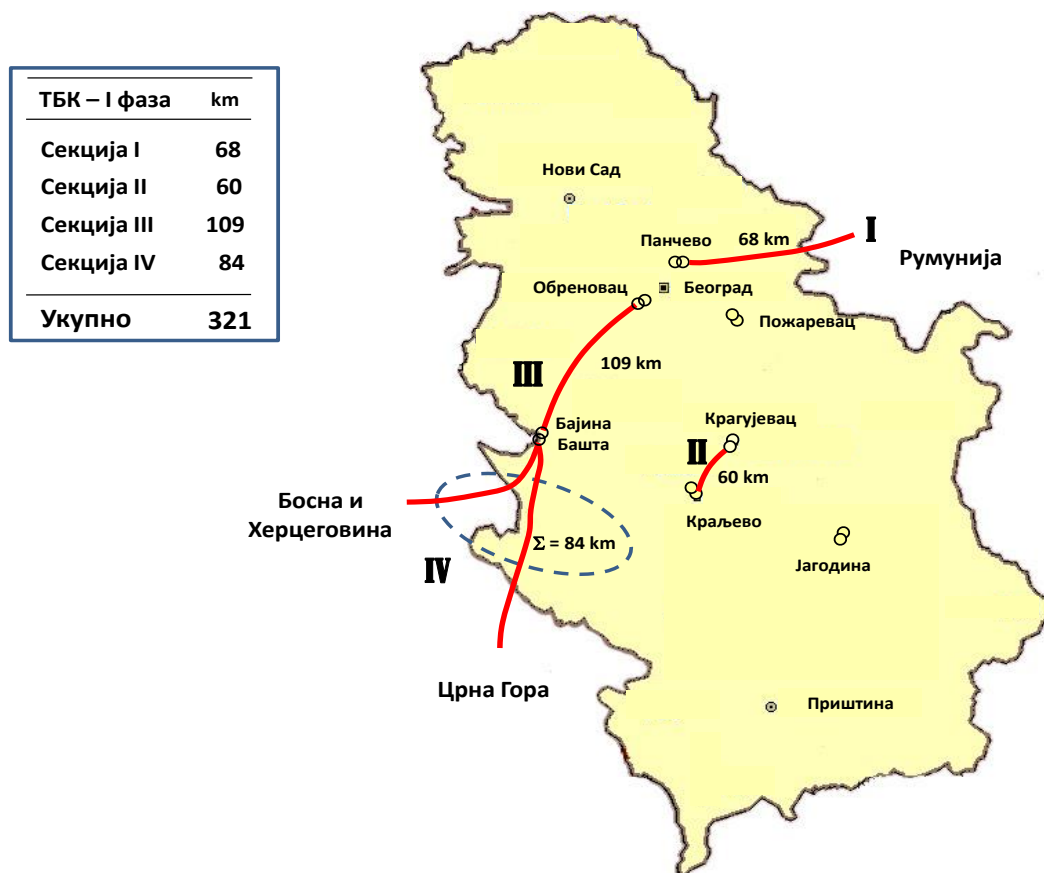 ТБК – I фаза km
Секција I 68
Секција II 60
Секција III 109
Секција IV 84
Укупно 321
Нови Сад
Панчево
68 km
I
Румунија
Обреновац
Београд
Пожаревац
III
109 km
Бајина
Башта
Крагујевац
II
60 km
Краљево
Босна и
Херцеговина
Σ = 84 km
IV
Јагодина
Црна Гора
Приштина